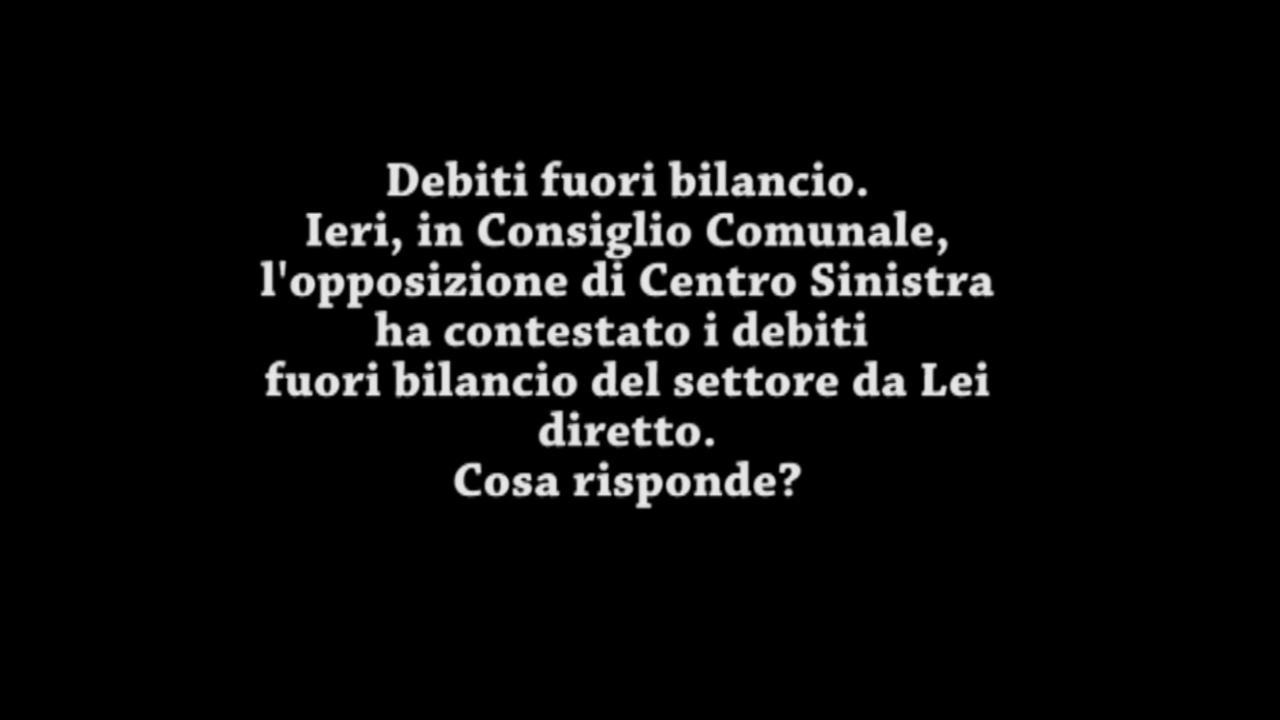 Debiti fuori bilancio.
Ieri, in Consiglio Comunale,
l'opposizione di Centro Sinistra
ha contestato i debiti
fuori bilancio del settore da Lei
diretto.
Cosa risponde?